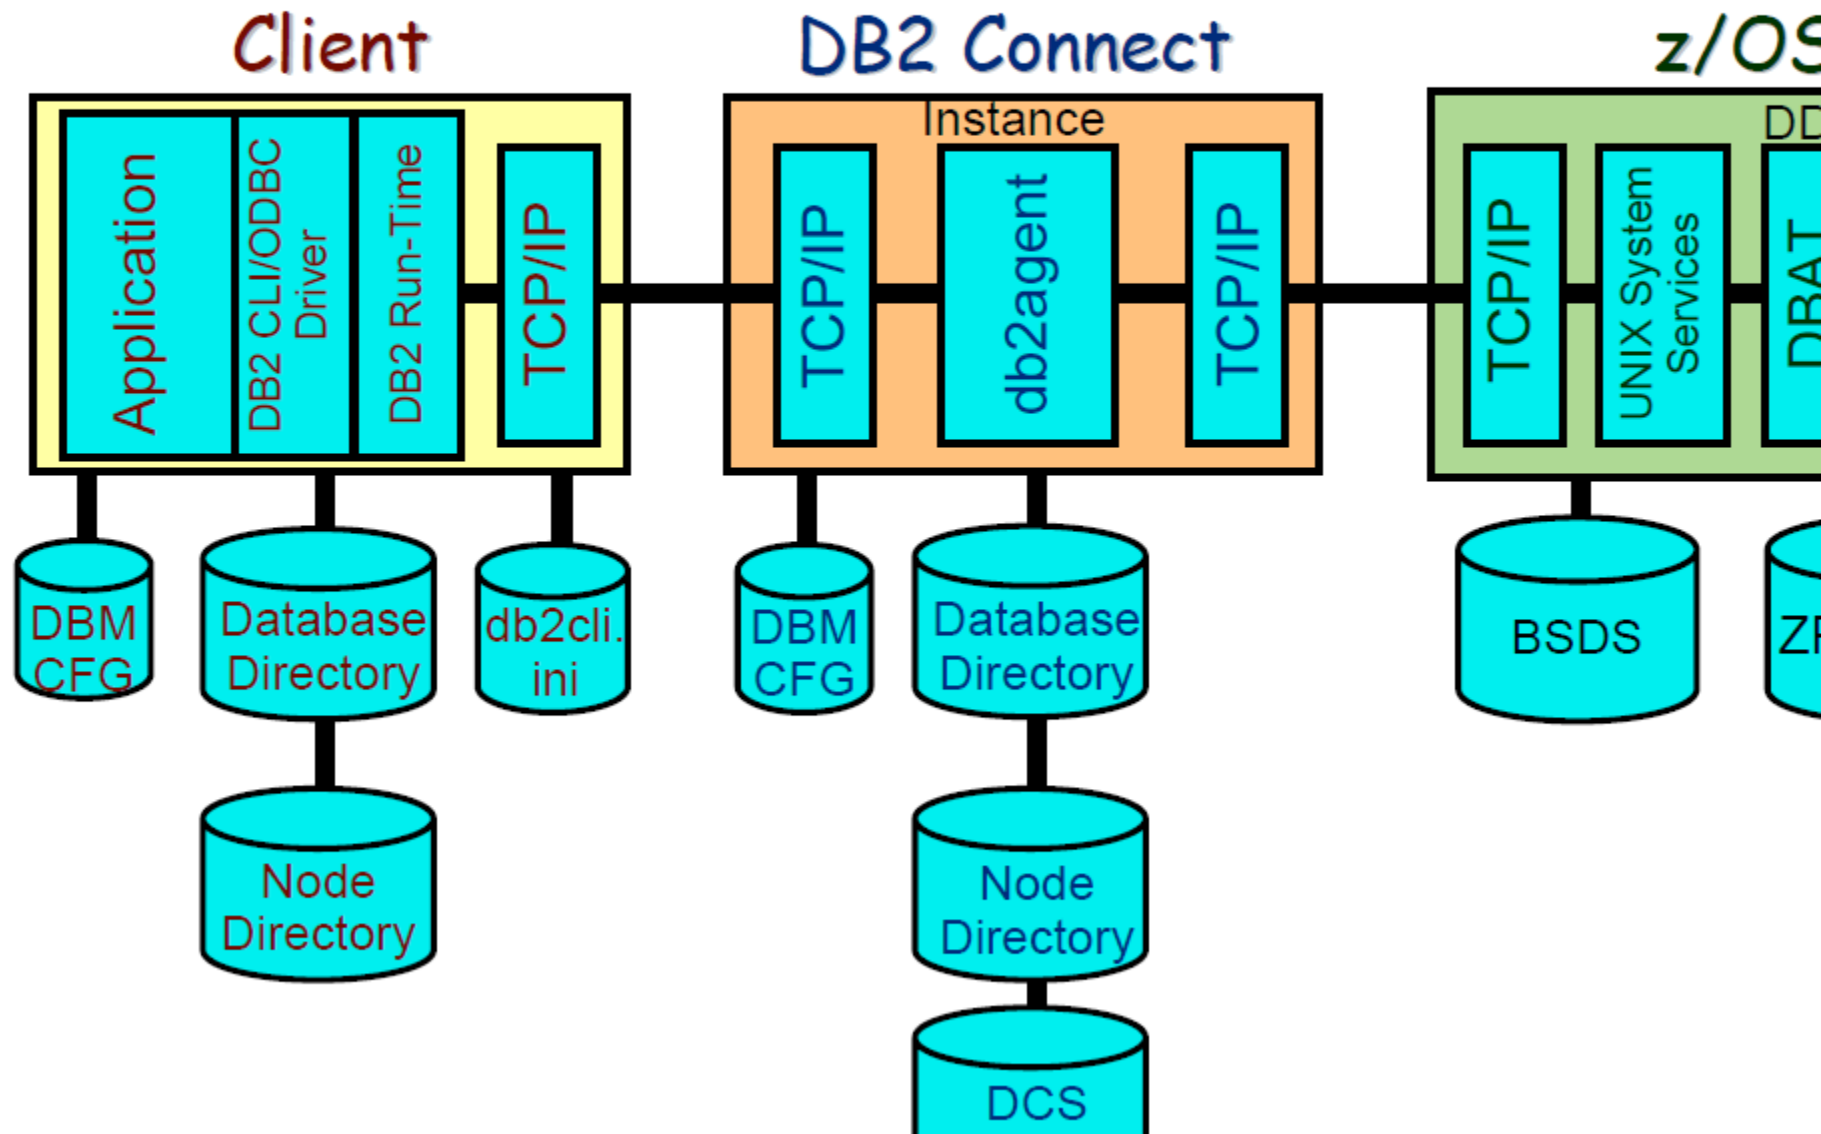 Client
DB2 Connect
z/OS
Instance
DD
Application
DB2 CLI/ODBC
Driver
DB2 Run-Time
TCP/IP
TCP/IP
db2agent
TCP/IP
TCP/IP
UNIX System
Services
DBAT
DBM
CFG
Database
Directory
db2cli.
ini
DBM
CFG
Database
Directory
BSDS
Node
Directory
Node
Directory
DCS